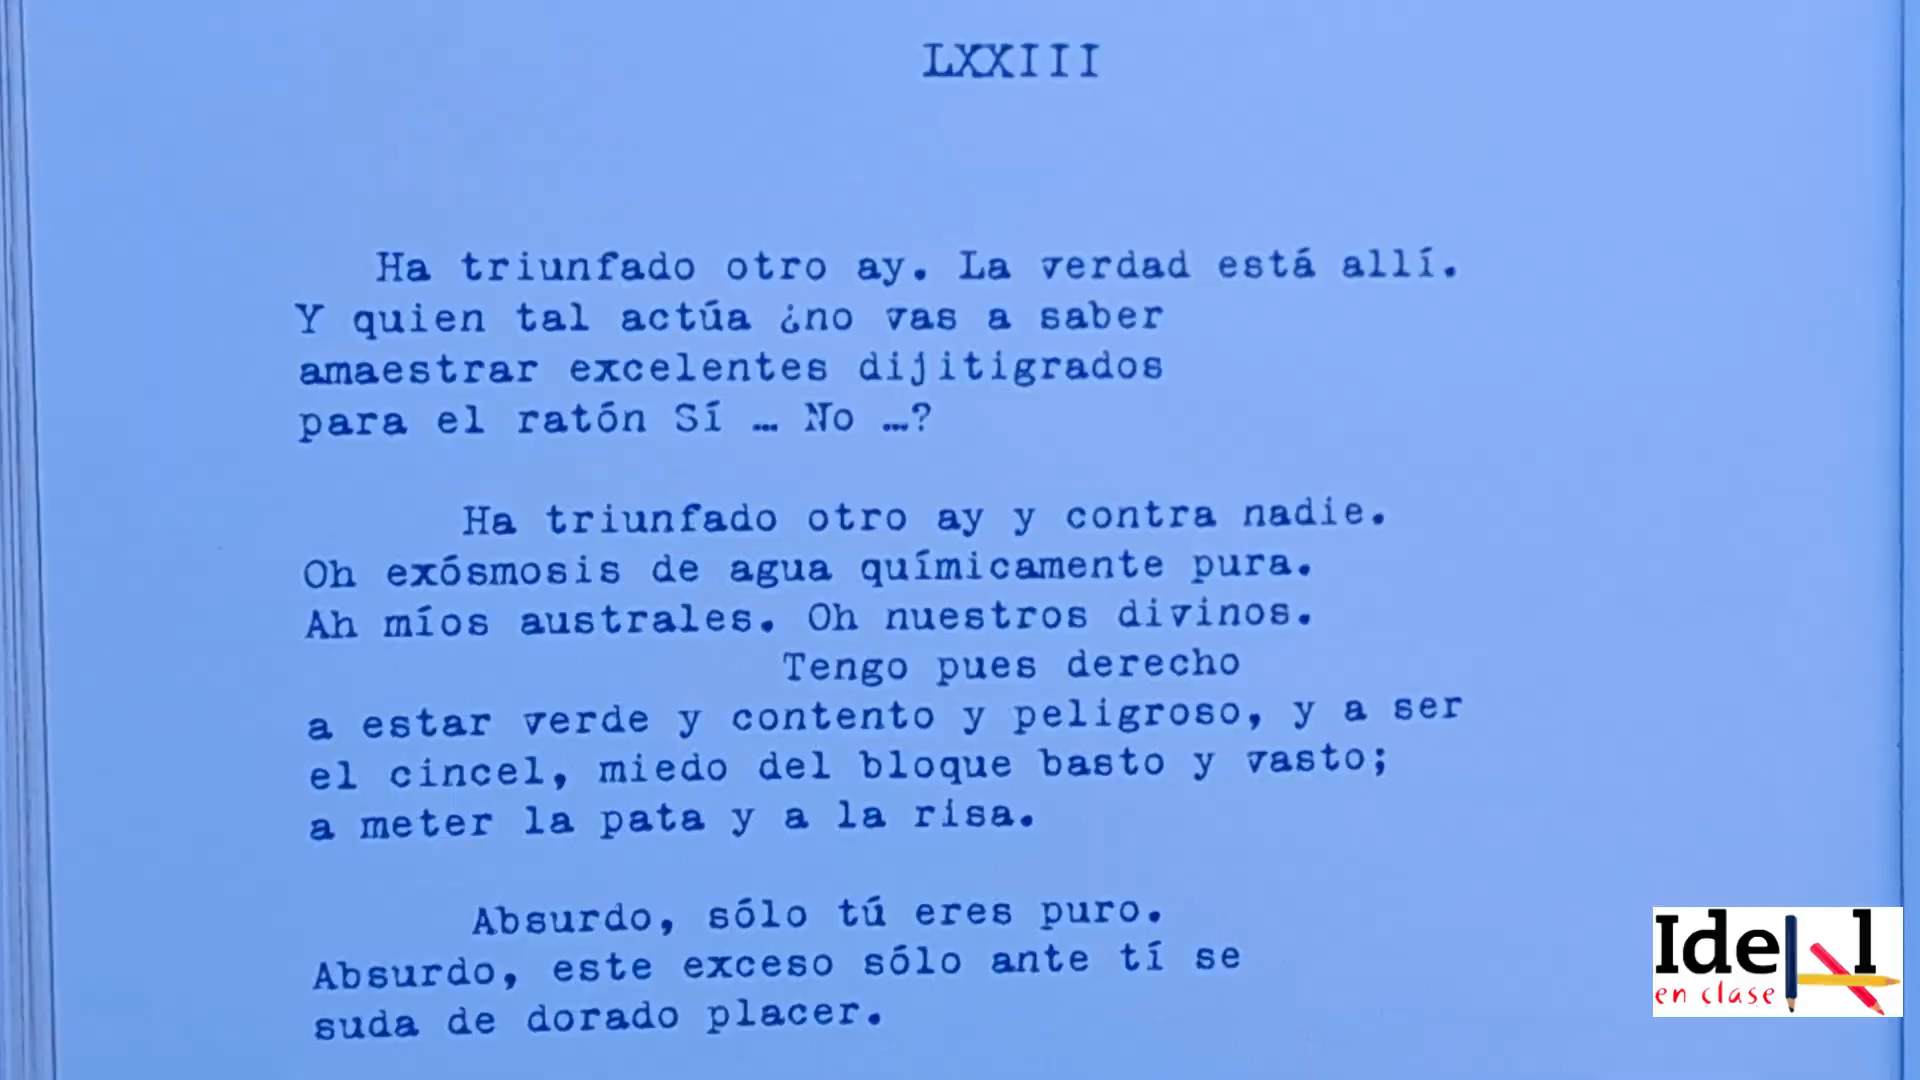 LXXIII
Ha triunfado otro ay. La verdad está allí.
Y quien tal actúa ¿no vas a saber
amaestrar excelentes dijitigrados
para el ratón Sí … No …?
Ha triunfado otro ay y contra nadie.
Oh exósmosis de agua químicamente pura.
Ah míos australes. Oh nuestros divinos.
Tengo pues derecho
a estar verde y contento y peligroso, y a ser
el cincel, miedo del bloque basto y vasto;
a meter la pata y a la risa.
Absurdo, sólo tú eres puro.
Absurdo, este exceso sólo ante tí se
suda de dorado placer.
Ideal
en clase